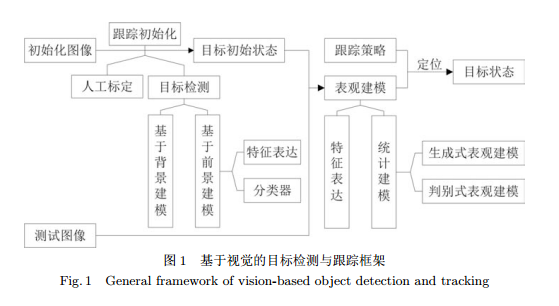 跟踪初始化
初始化图像
目标初始状态
跟踪策略
定位
目标状态
人工标定
目标检测
表观建模
基于背景建模
基于前景建模
特征表达
分类器
特征表达
统计建模
生成式表观建模
判别式表观建模
测试图像
图 1 基于视觉的目标检测与跟踪框架
Fig. 1 General framework of vision-based object detection and tracking